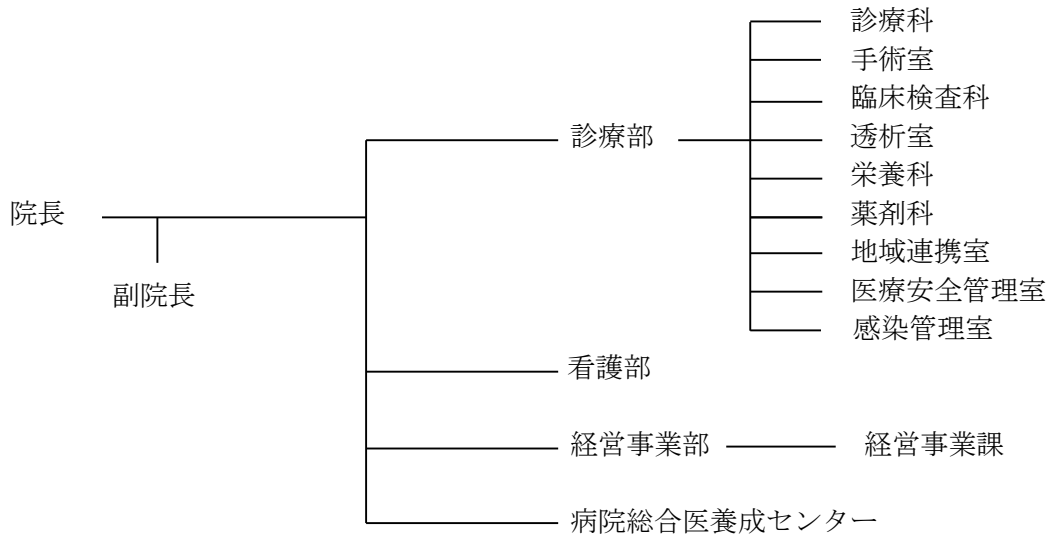 院長
副院長
診療部
診療科
手術室
臨床検査科
透析室
栄養科
薬剤科
地域連携室
医療安全管理室
感染管理室
看護部
経営事業部
経営事業課
病院総合医養成センター